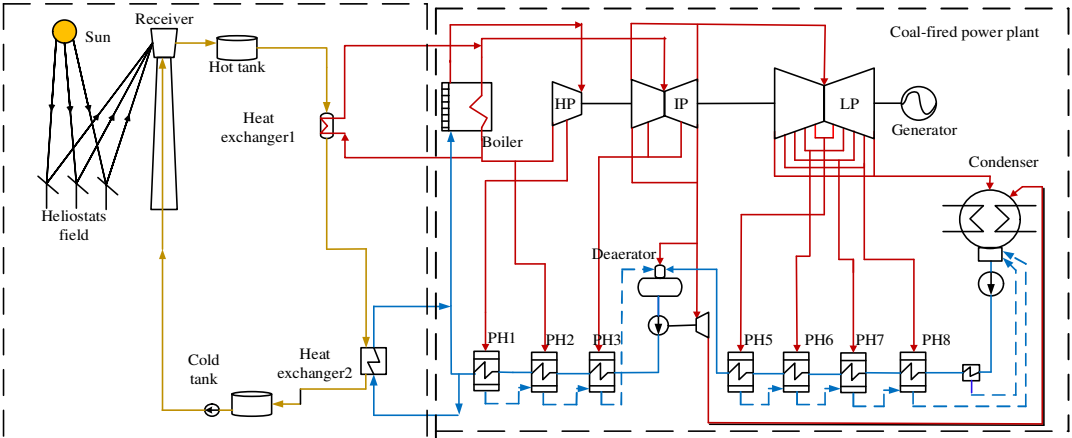 Receiver
Sun
Hot tank
Heat
exchanger1
Heliostats
field
Cold
tank
Heat
exchanger2
Coal-fired power plant
HP
IP
LP
Boiler
Generator
Condenser
Deaerator
PH1
PH2
PH3
PH5
PH6
PH7
PH8